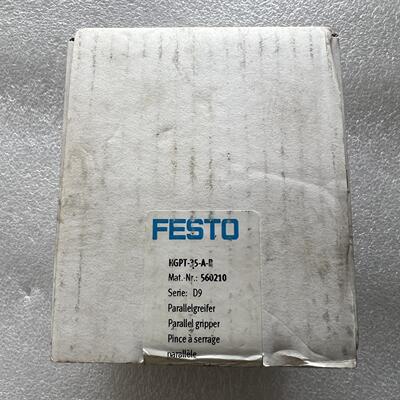 FESTO
HGPT-35-A-B
Mat.-Nr.: 560210
Serie: D9
Parallelgreifer
Parallel gripper
Pince à serrage
parallèle